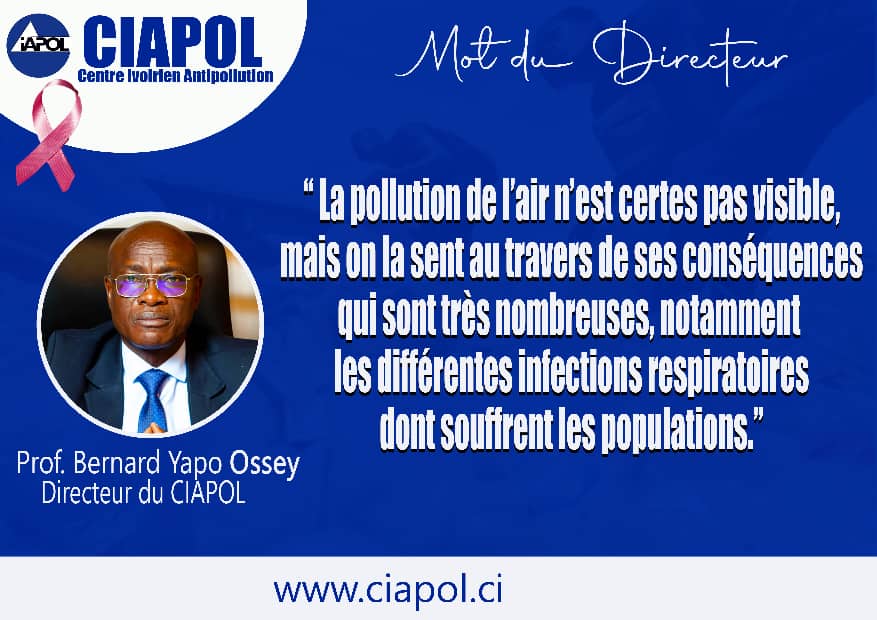 iAPOL
CIAPOL
Centre Ivoirien Antipollution
Mot du Directeur
“ La pollution de l’air n’est certes pas visible,
mais on la sent au travers de ses conséquences
qui sont très nombreuses, notamment
les différentes infections respiratoires
dont souffrent les populations.”
Prof. Bernard Yapo Ossey
Directeur du CIAPOL
www.ciapol.ci